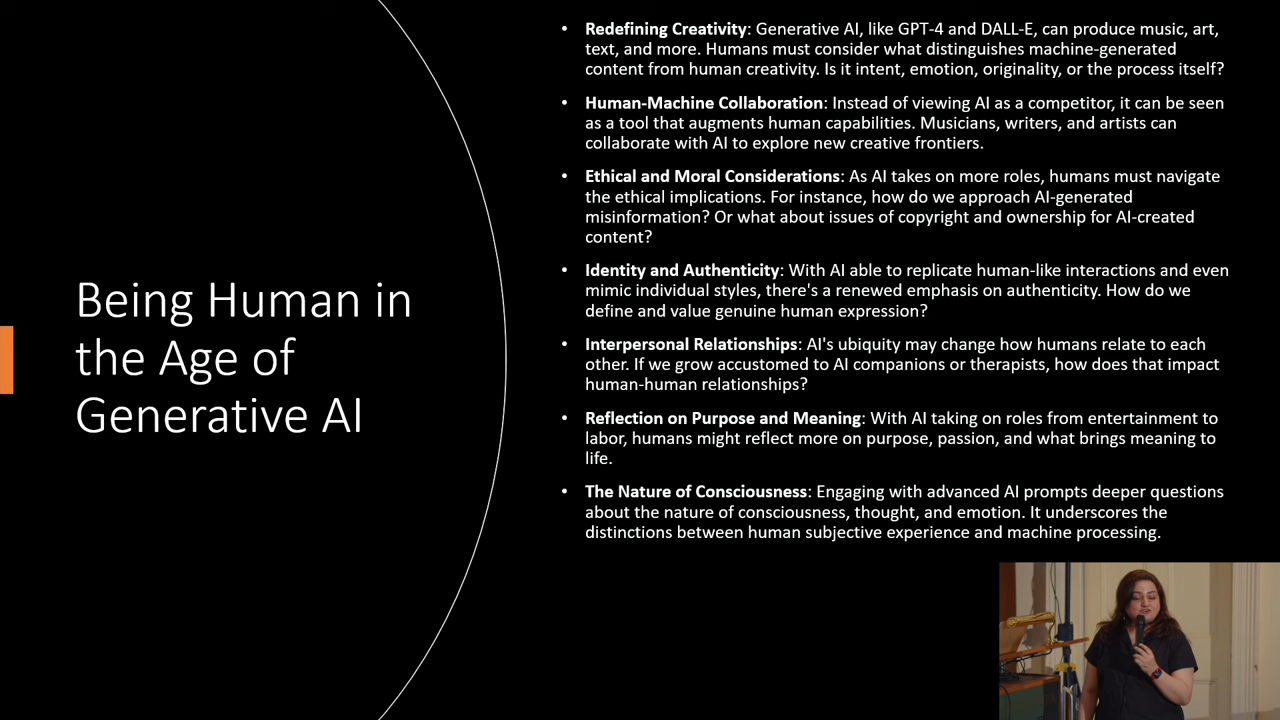 Being Human in
the Age of
Generative AI
• Redefining Creativity: Generative AI, like GPT-4 and DALL-E, can produce music, art,
text, and more. Humans must consider what distinguishes machine-generated
content from human creativity. Is it intent, emotion, originality, or the process itself?
• Human-Machine Collaboration: Instead of viewing AI as a competitor, it can be seen
as a tool that augments human capabilities. Musicians, writers, and artists can
collaborate with AI to explore new creative frontiers.
• Ethical and Moral Considerations: As AI takes on more roles, humans must navigate
the ethical implications. For instance, how do we approach AI-generated
misinformation? Or what about issues of copyright and ownership for AI-created
content?
• Identity and Authenticity: With AI able to replicate human-like interactions and even
mimic individual styles, there's a renewed emphasis on authenticity. How do we
define and value genuine human expression?
• Interpersonal Relationships: AI's ubiquity may change how humans relate to each
other. If we grow accustomed to AI companions or therapists, how does that impact
human-human relationships?
• Reflection on Purpose and Meaning: With AI taking on roles from entertainment to
labor, humans might reflect more on purpose, passion, and what brings meaning to
life.
• The Nature of Consciousness: Engaging with advanced AI prompts deeper questions
about the nature of consciousness, thought, and emotion. It underscores the
distinctions between human subjective experience and machine processing.